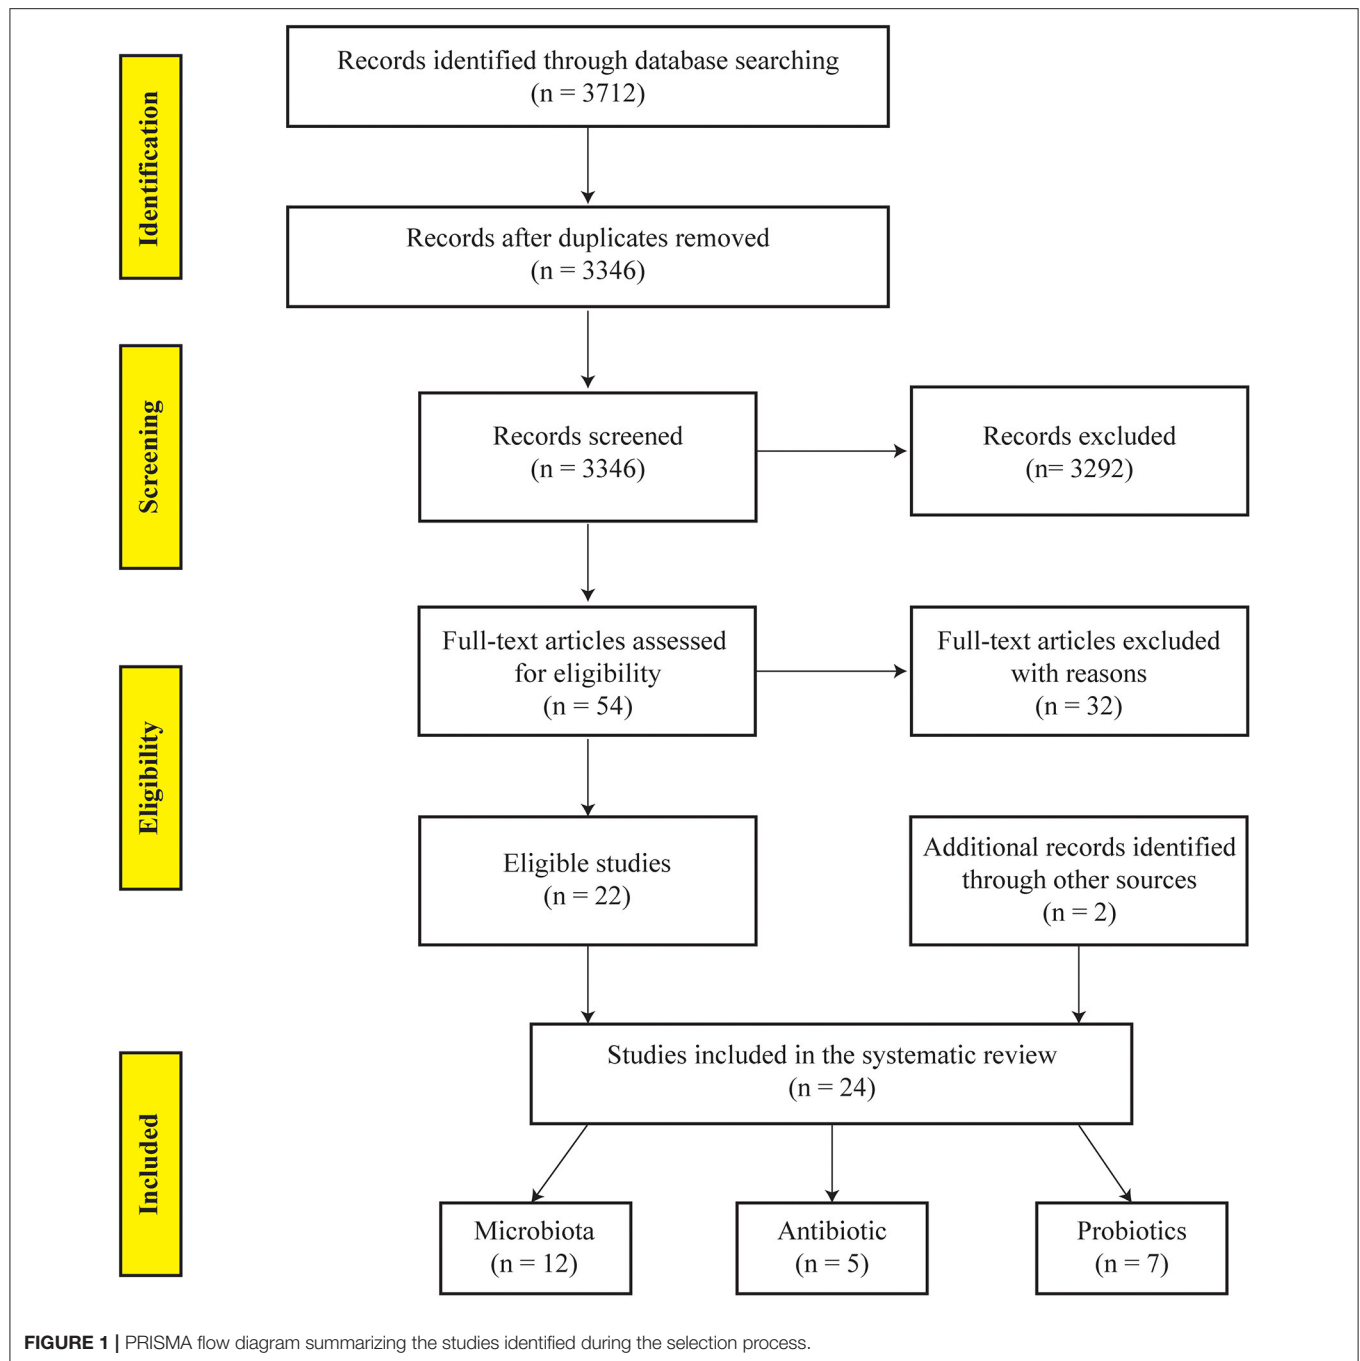 Identification
Records identified through database searching
(n = 3712)
Records after duplicates removed
(n = 3346)
Screening
Records screened
(n = 3346)
Records excluded
(n= 3292)
Eligibility
Full-text articles assessed
for eligibility
(n = 54)
Full-text articles excluded
with reasons
(n = 32)
Eligible studies
(n = 22)
Additional records identified
through other sources
(n = 2)
Included
Studies included in the systematic review
(n = 24)
Microbiota
(n = 12)
Antibiotic
(n = 5)
Probiotics
(n = 7)
FIGURE 1 | PRISMA flow diagram summarizing the studies identified during the selection process.